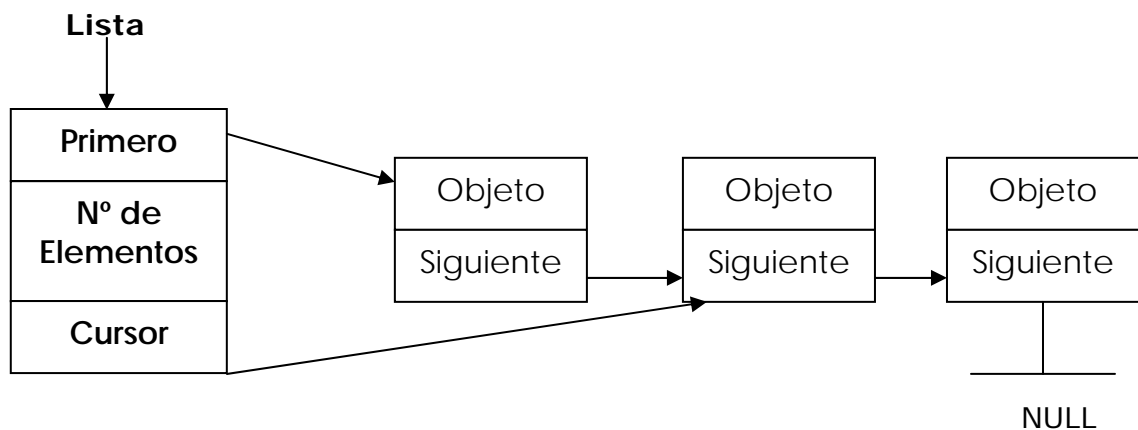 Lista
Primero
Nº de
Elementos
Cursor
Objeto
Siguiente
Objeto
Siguiente
Objeto
Siguiente
NULL